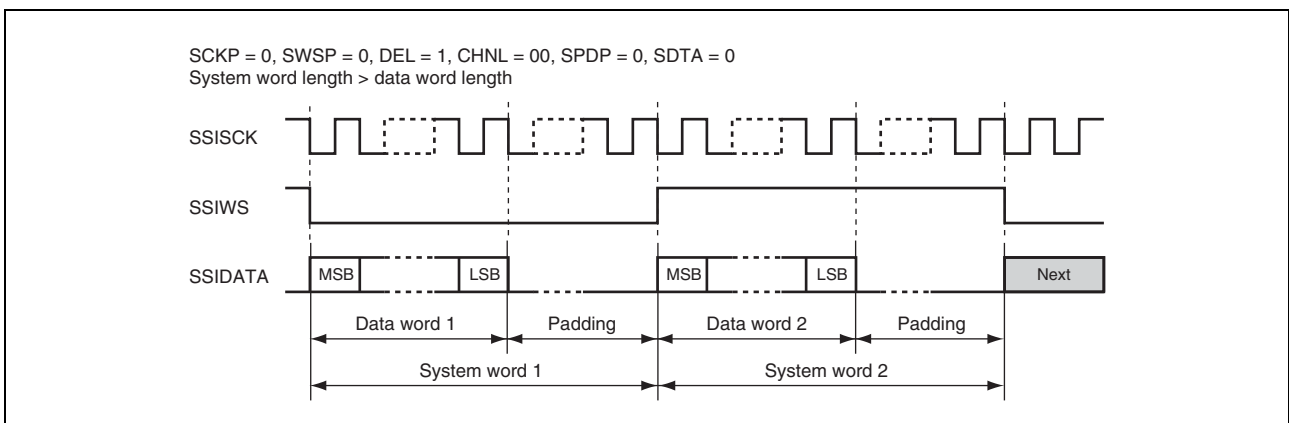 SCKP = 0, SWSP = 0, DEL = 1, CHNL = 00, SPDP = 0, SDTA = 0
System word length > data word length
SSISCK
SSIWS
SSIDATA
MSB
LSB
MSB
LSB
Next
Data word 1
Padding
Data word 2
Padding
System word 1
System word 2